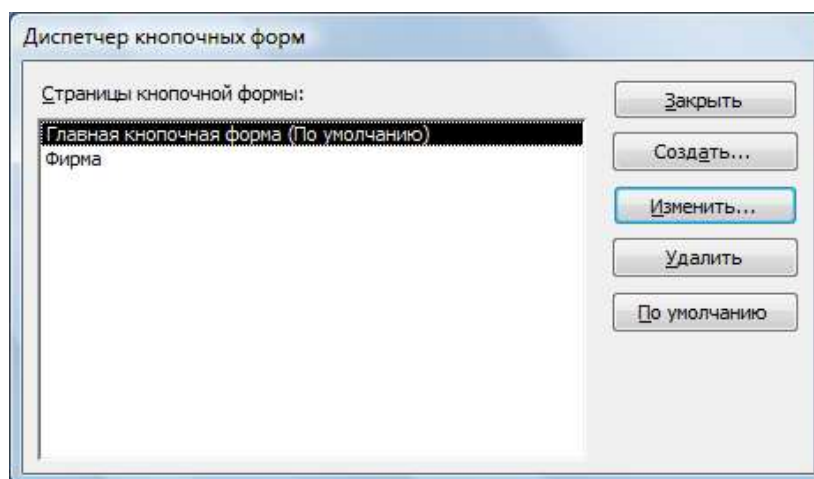 Диспетчер кнопочных форм
Страницы кнопочной формы:
Главная кнопочная форма (По умолчанию)
Фирма
Закрыть
Создать...
Изменить...
Удалить
По умолчанию